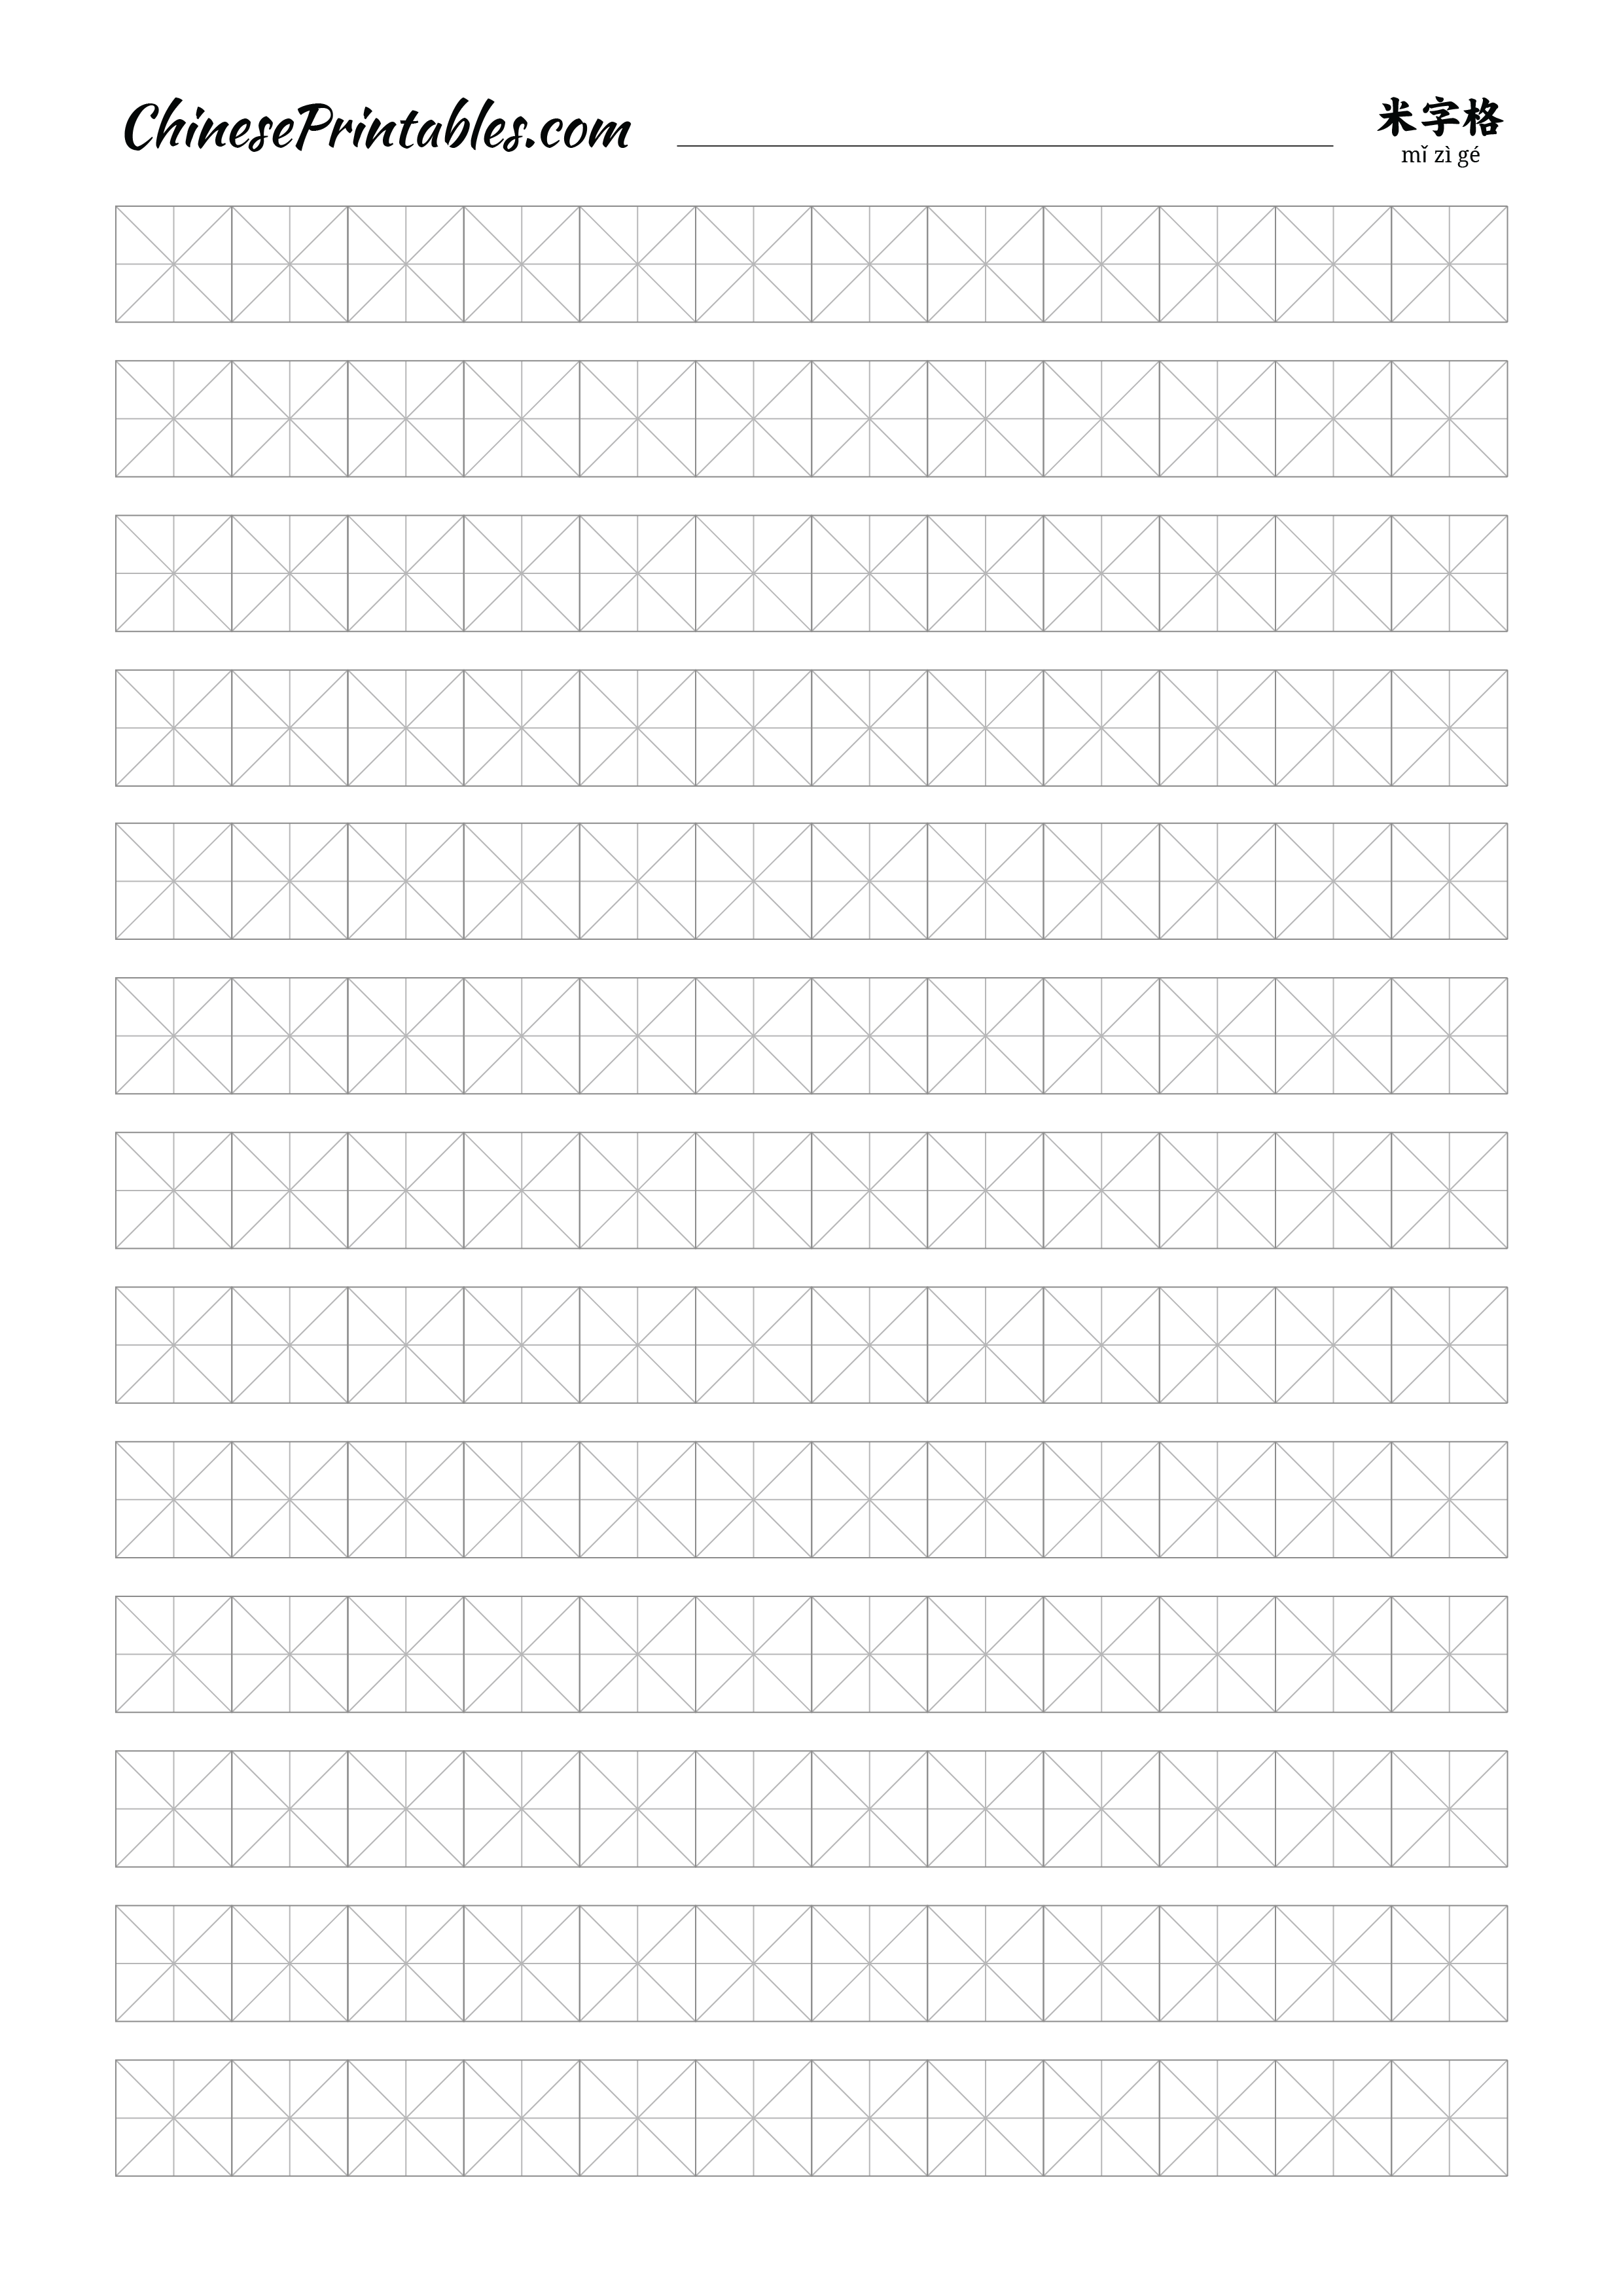 ChinesePrintables.com
米字格
mǐ zì gé